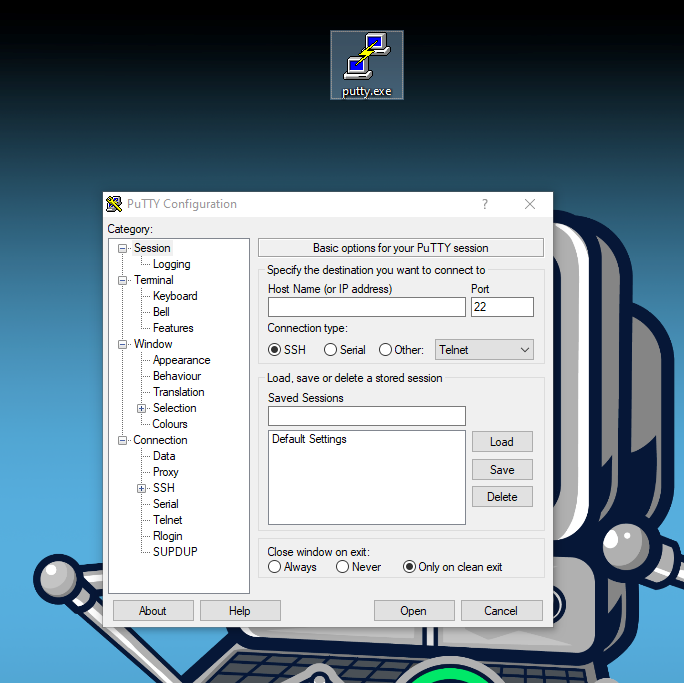 putty.exe
PuTTY Configuration
?
Category:
Session
Logging
Terminal
Keyboard
Bell
Features
Window
Appearance
Behaviour
Translation
Selection
Colours
Connection
Data
Proxy
SSH
Serial
Telnet
Rlogin
SUPDUP
Basic options for your PuTTY session
Specify the destination you want to connect to
Host Name (or IP address) Port
22
Connection type:
SSH Serial Other: Telnet
Load, save or delete a stored session
Saved Sessions
Default Settings
Load
Save
Delete
Close window on exit:
Always Never Only on clean exit
About Help Open Cancel